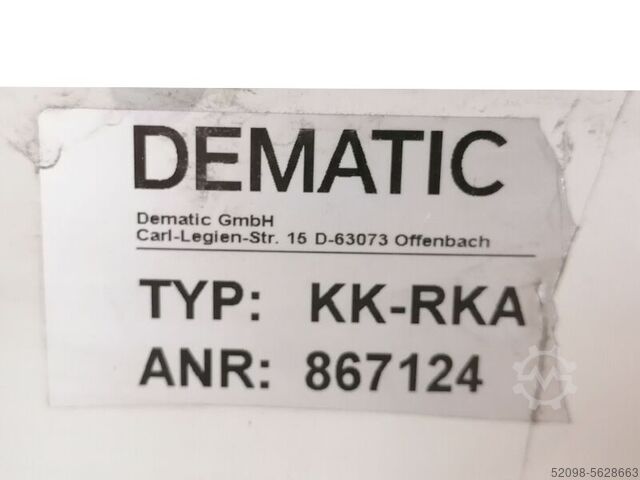 DEMATIC
Dematic GmbH
Carl-Legien-Str. 15 D-63073 Offenbach
TYP: KK-RKA
ANR: 867124
52098-5628663